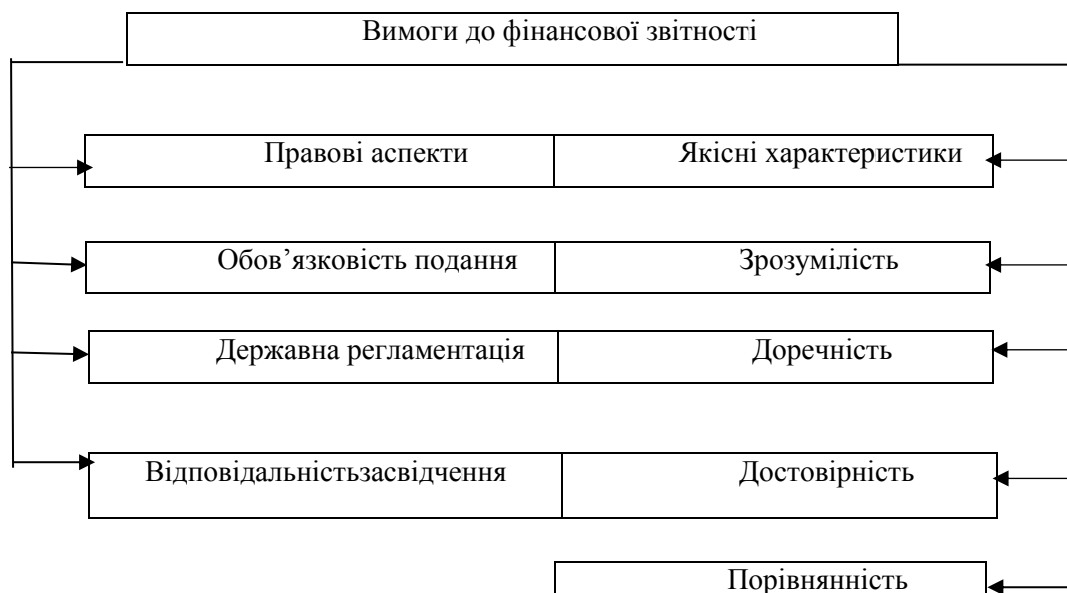 Вимоги до фінансової звітності
Правові аспекти
Якісні характеристики
Обов’язковість подання
Зрозумілість
Державна регламентація
Доречність
Відповідальністьзасвідчення
Достовірність
Порівнянність